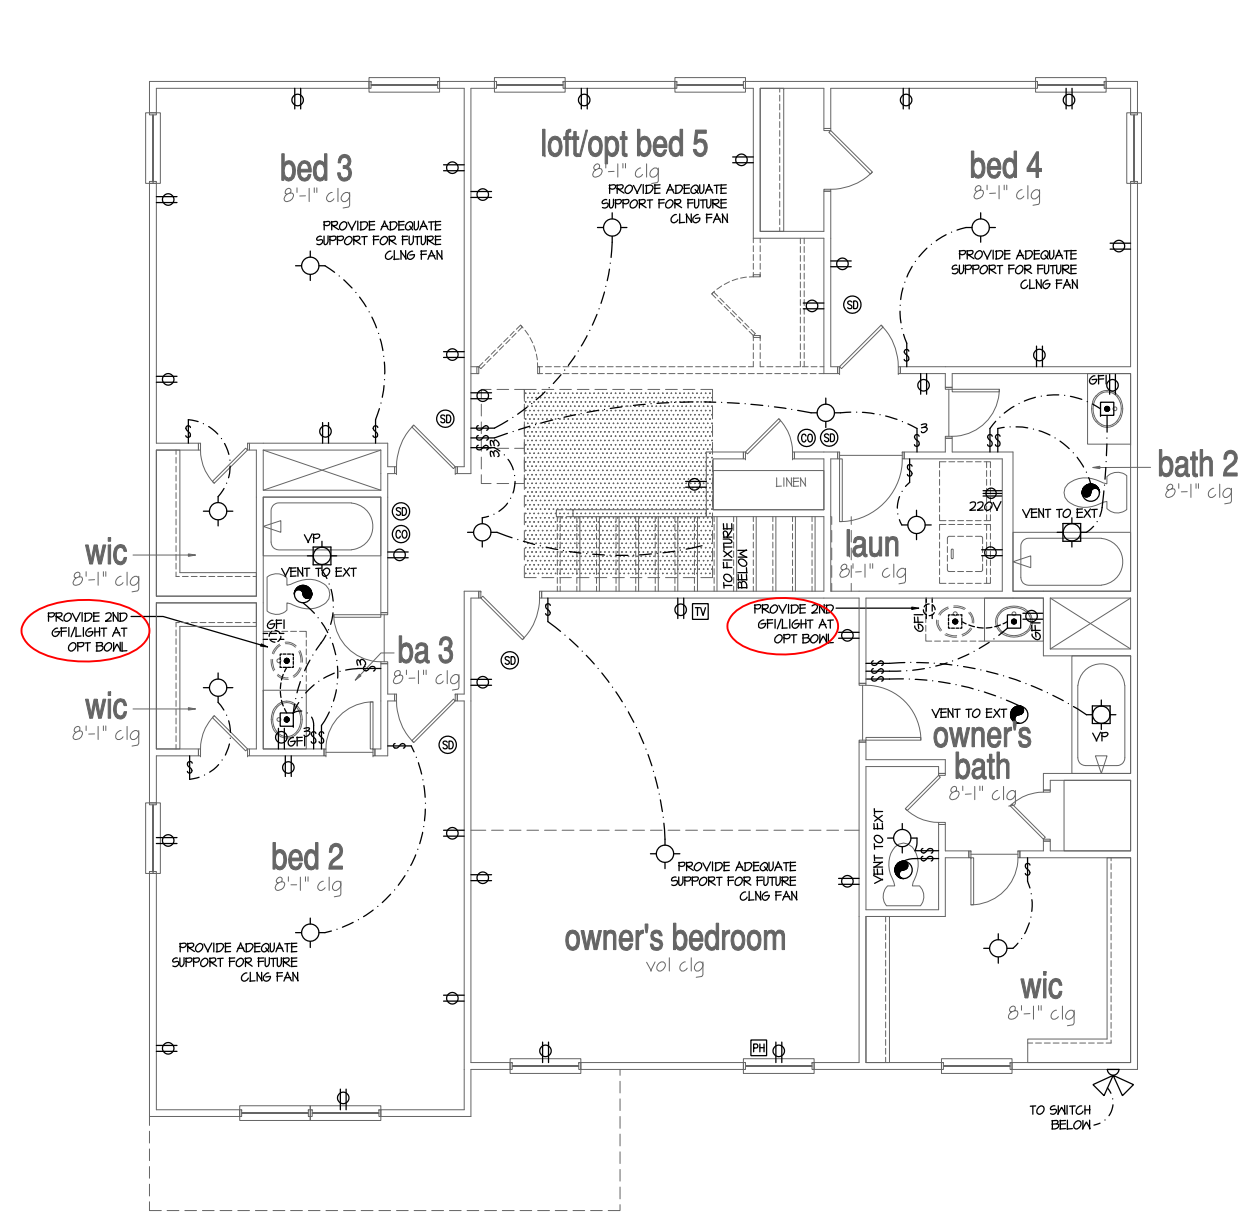 bed 3
8'-1" clg
PROVIDE ADEQUATE
SUPPORT FOR FUTURE
CLNG FAN
loft/opt bed 5
8'-1" clg
PROVIDE ADEQUATE
SUPPORT FOR FUTURE
CLNG FAN
bed 4
8'-1" clg
PROVIDE ADEQUATE
SUPPORT FOR FUTURE
CLNG FAN
SD
$
$
$
SD
$
$
$
3
3/3
CO
SD
3
$
$
GFI
$$
bath 2
8'-1" clg
VENT TO EXT
LINEN
220V
laun
8'-1" clg
TO FIXTURE
BELOW
SD
CO
VP
VENT TO EXT
wic
8'-1" clg
PROVIDE 2ND
GFI/LIGHT AT
OPT BOWL
GFI
ba 3
8'-1" clg
3
$
wic
8'-1" clg
GFI
3
$
$
$
$
SD
$
SD
TV
PROVIDE 2ND
GFI/LIGHT AT
OPT BOWL
GFI
GFI
$
$
$
VENT TO EXT
VP
owner's
bath
8'-1" clg
VENT TO EXT
$$
$
bed 2
8'-1" clg
PROVIDE ADEQUATE
SUPPORT FOR FUTURE
CLNG FAN
PROVIDE ADEQUATE
SUPPORT FOR FUTURE
CLNG FAN
owner's bedroom
vol clg
PH
wic
8'-1" clg
TO SWITCH
BELOW